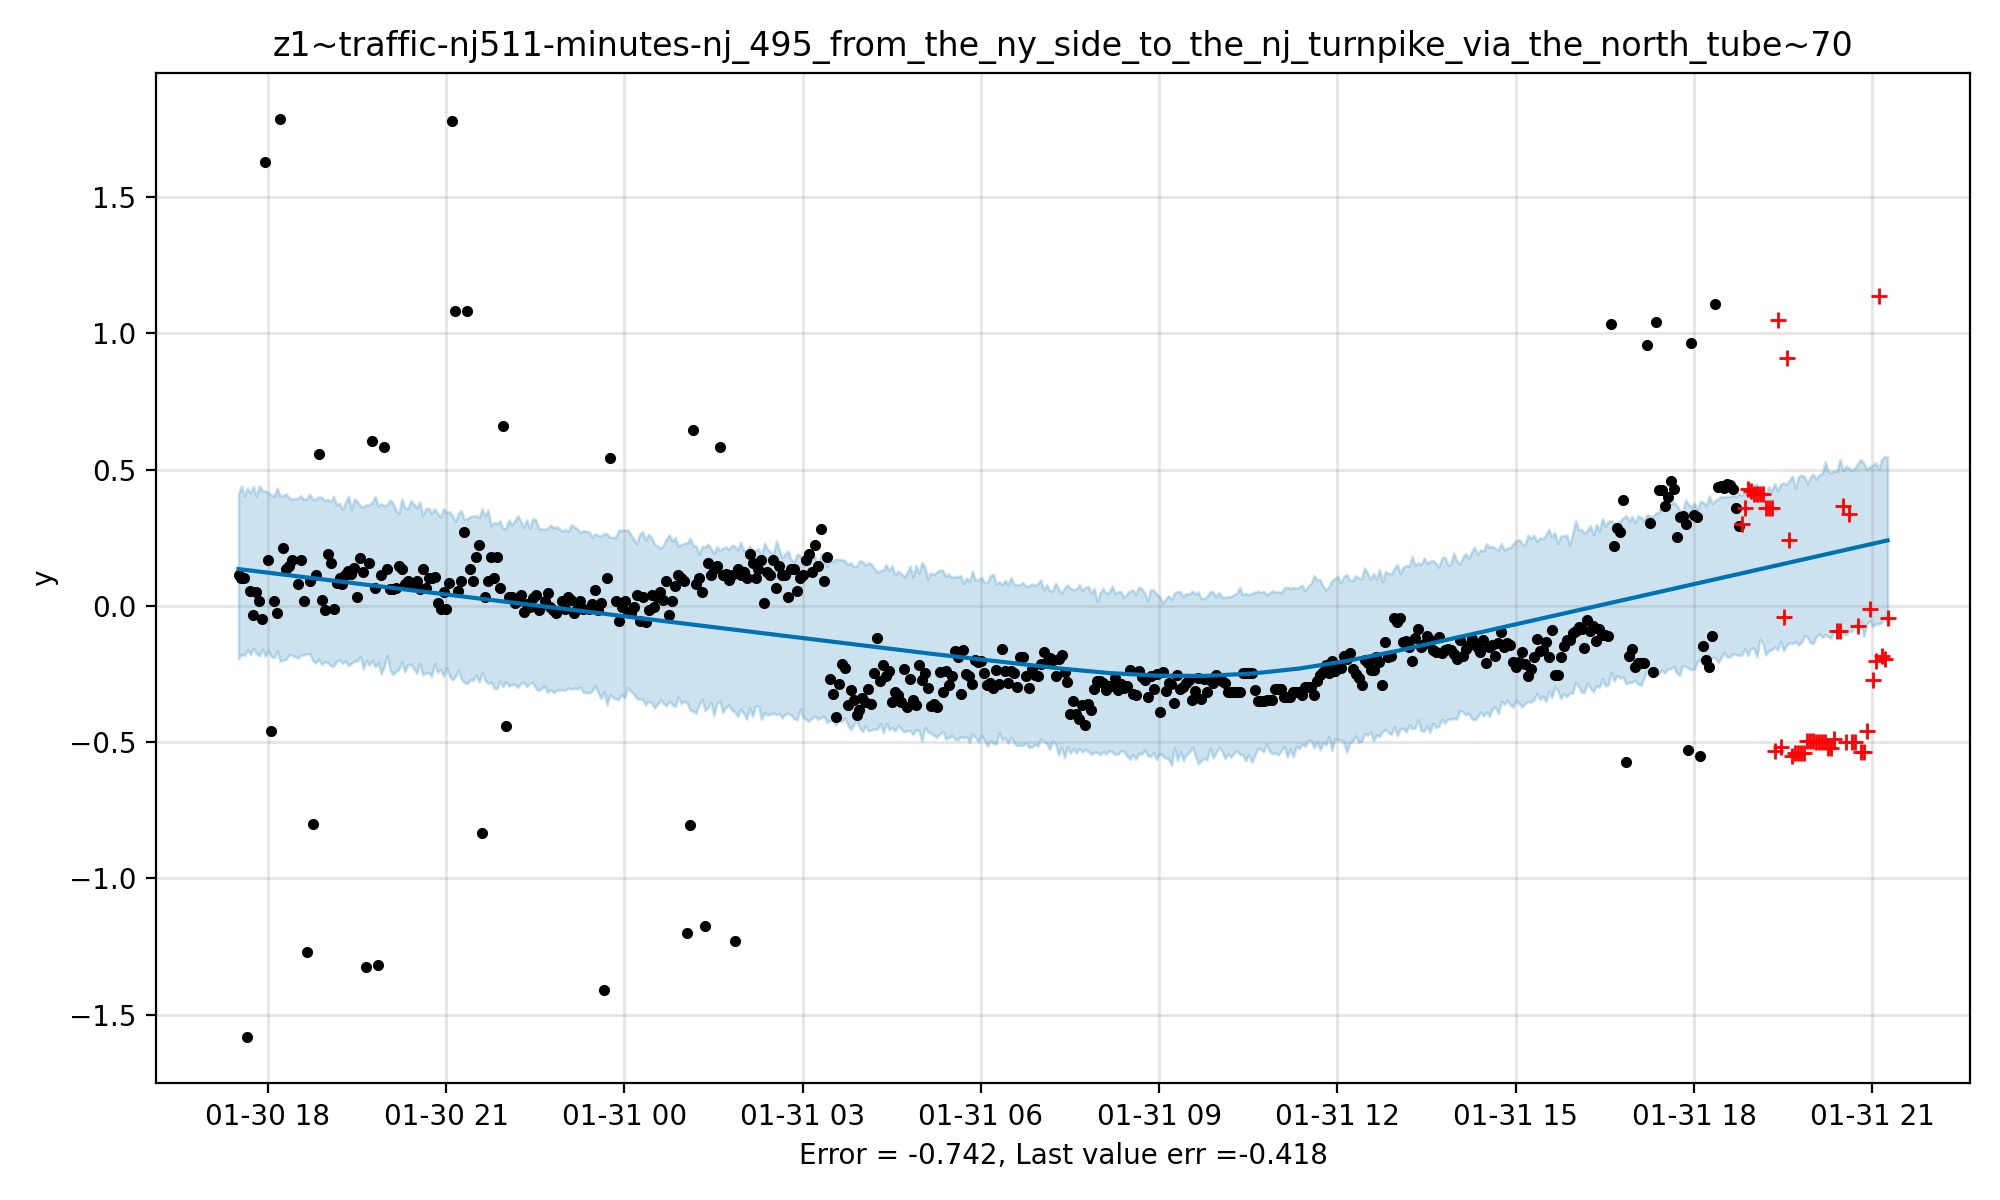 z1~traffic-nj511-minutes-nj_495_from_the_ny_side_to_the_nj_turnpike_via_the_north_tube~70
y
1.5
1.0
0.5
0.0
−0.5
−1.0
−1.5
01-30 18 01-30 21 01-31 00 01-31 03 01-31 06 01-31 09 01-31 12 01-31 15 01-31 18 01-31 21
Error = -0.742, Last value err =-0.418